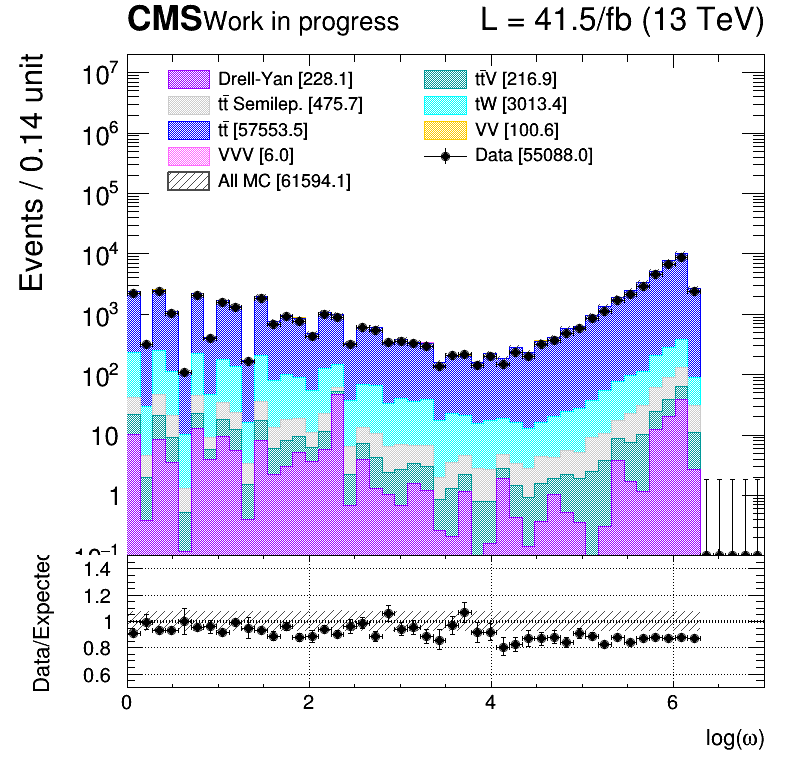 CMS Work in progress L = 41.5/fb (13 TeV)
Events / 0.14 unit
10⁷
10⁶
10⁵
10⁴
10³
10²
10
1
10⁻¹
Drell-Yan [228.1]
tt̄V [216.9]
tt̄ Semilep. [475.7]
tW [3013.4]
tt̄ [57553.5]
VV [100.6]
VVV [6.0]
Data [55088.0]
All MC [61594.1]
Data/Expected
1.4
1.2
1
0.8
0.6
0 2 4 6
log(ω)